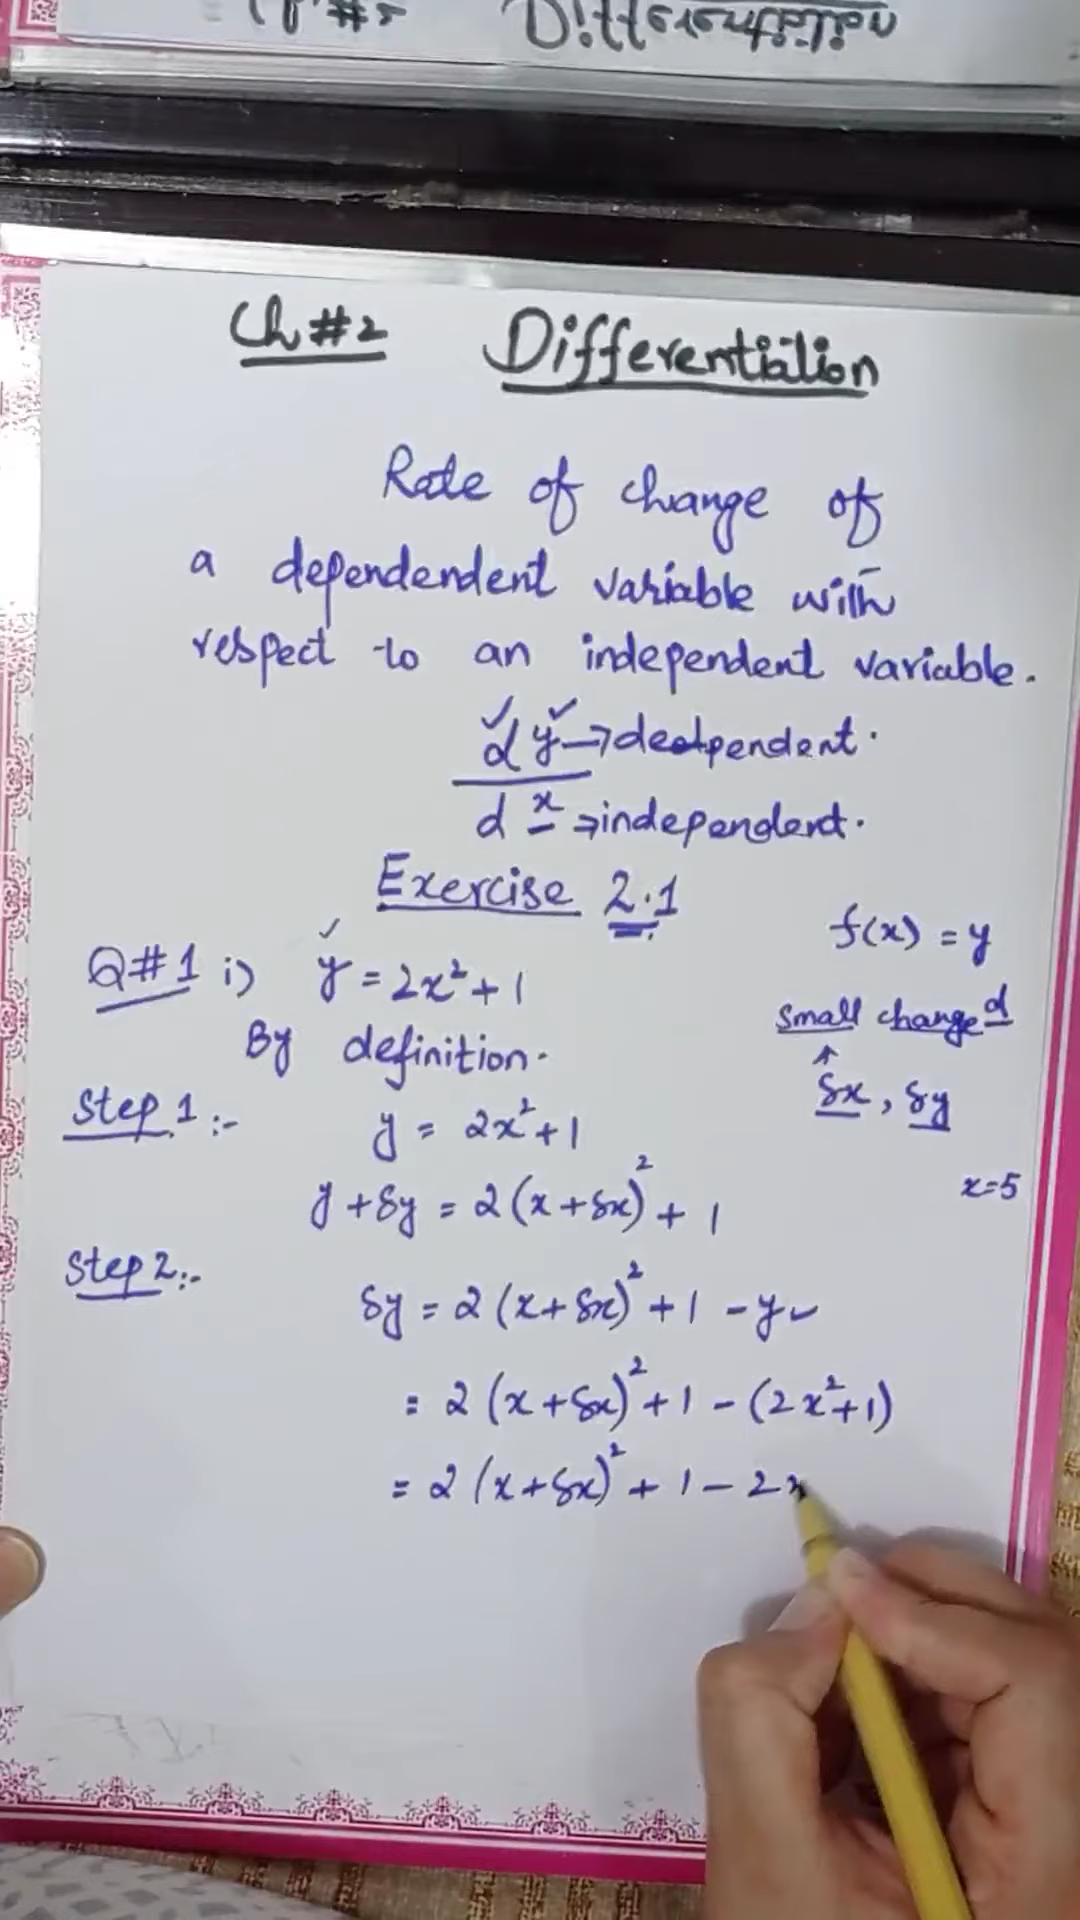 Ch #2 Differentiation
Rate of change of
a dependendent variable with
respect to an independent variable.
dy → dependent.
dx → independent.
Exercise 2.1
f(x) = y
Q#1 i) y = 2x² + 1
small change d
By definition.
δx, δy
Step 1:- y = 2x² + 1
x=5
y + δy = 2(x + δx)² + 1
Step 2:-
δy = 2(x + δx)² + 1 - y
= 2(x + δx)² + 1 - (2x² + 1)
= 2(x + δx)² + 1 - 2x